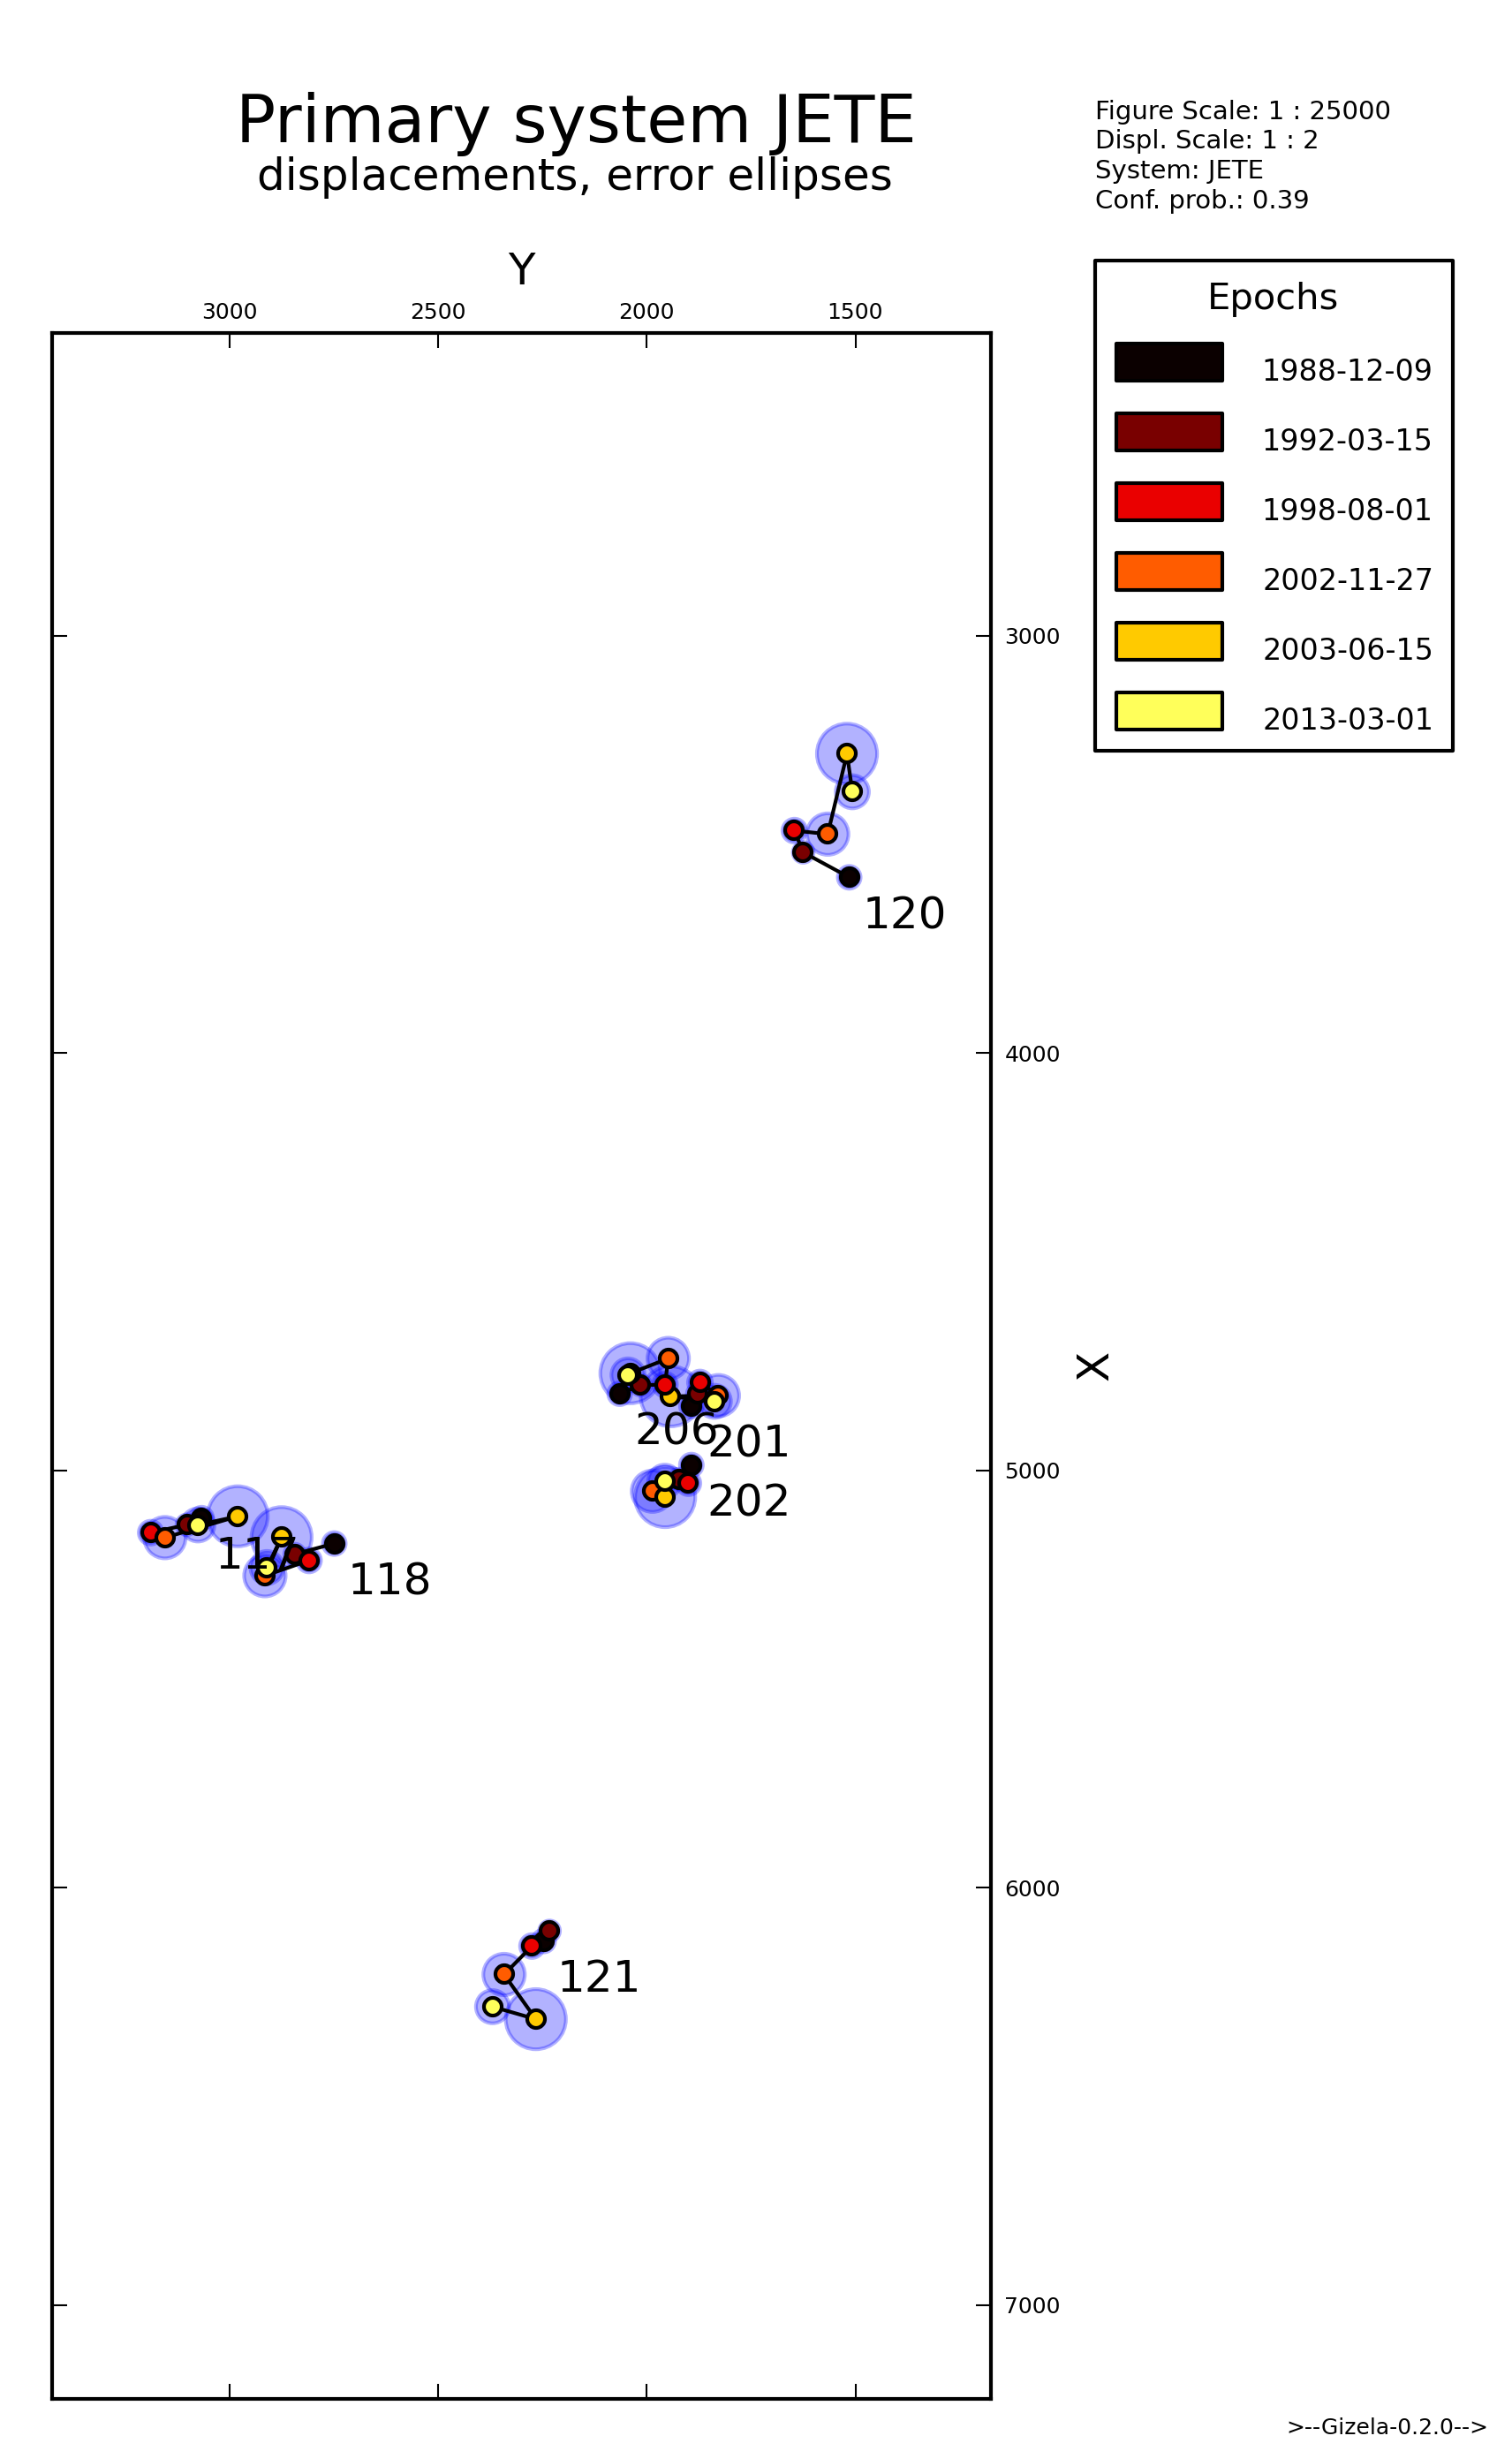 Primary system JETE
displacements, error ellipses
Figure Scale: 1 : 25000
Displ. Scale: 1 : 2
System: JETE
Conf. prob.: 0.39
Y
3000 2500 2000 1500
Epochs
1988-12-09
1992-03-15
1998-08-01
2002-11-27
2003-06-15
2013-03-01
3000
120
4000
X
206
201
5000
202
117
118
6000
121
7000
>--Gizela-0.2.0-->